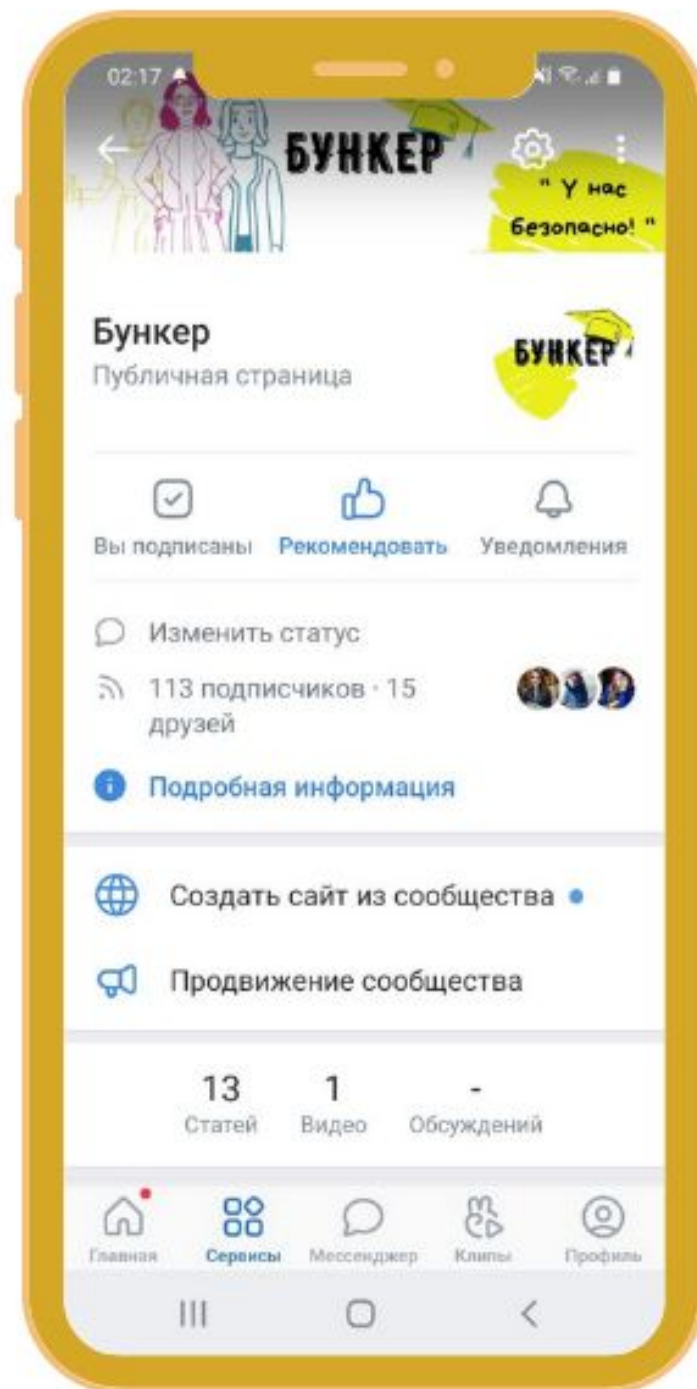 02:17
БУНКЕР
" У нас
безопасно! "
Бункер
Публичная страница
БУНКЕР
Вы подписаны Рекомендовать Уведомления
Изменить статус
113 подписчиков · 15
друзей
Подробная информация
Создать сайт из сообщества
Продвижение сообщества
13 1 -
Статей Видео Обсуждений
Главная Сервисы Мессенджер Клипы Профиль